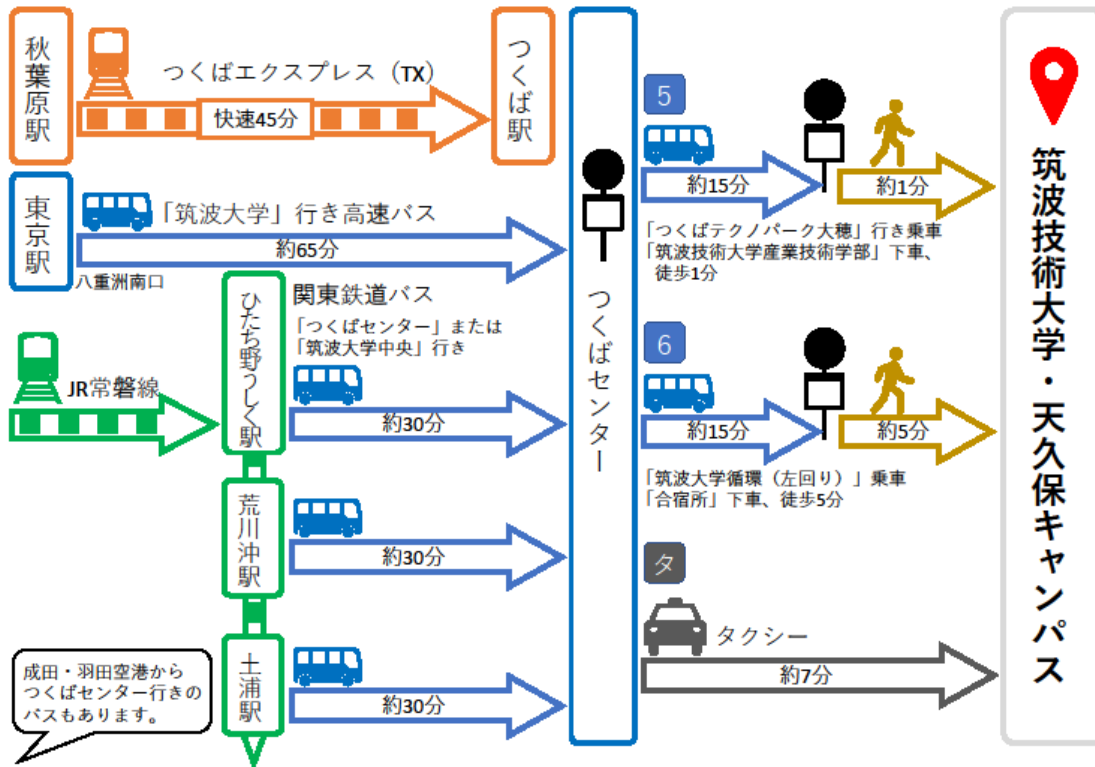 秋葉原駅
つくばエクスプレス（TX）
快速45分
つくば駅
東京駅
「筑波大学」行き高速バス
約65分
八重洲南口
JR常磐線
ひたち野うしく駅
関東鉄道バス
「つくばセンター」または
「筑波大学中央」行き
約30分
荒川沖駅
約30分
土浦駅
約30分
成田・羽田空港から
つくばセンター行きの
バスもあります。
つくばセンター
5
約15分
約1分
「つくばテクノパーク大穂」行き乗車
「筑波技術大学産業技術学部」下車、
徒歩1分
6
約15分
約5分
「筑波大学循環（左回り）」乗車
「合宿所」下車、徒歩5分
タ
タクシー
約7分
筑波技術大学・天久保キャンパス